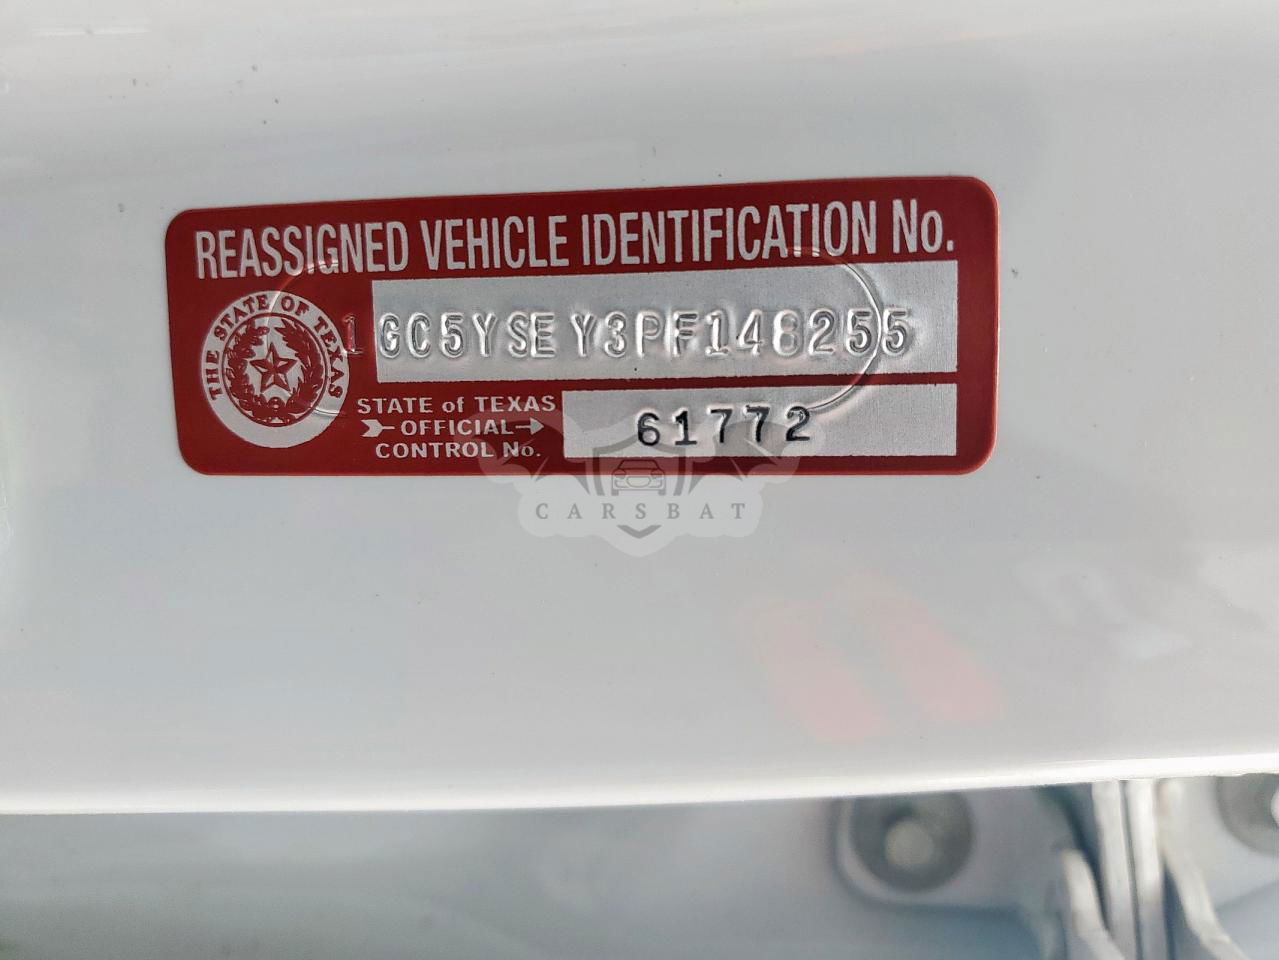 REASSIGNED VEHICLE IDENTIFICATION No.
THE STATE OF TEXAS
1GC5YSEY3PF148255
STATE of TEXAS
OFFICIAL
CONTROL No.
61772
CARSBAT